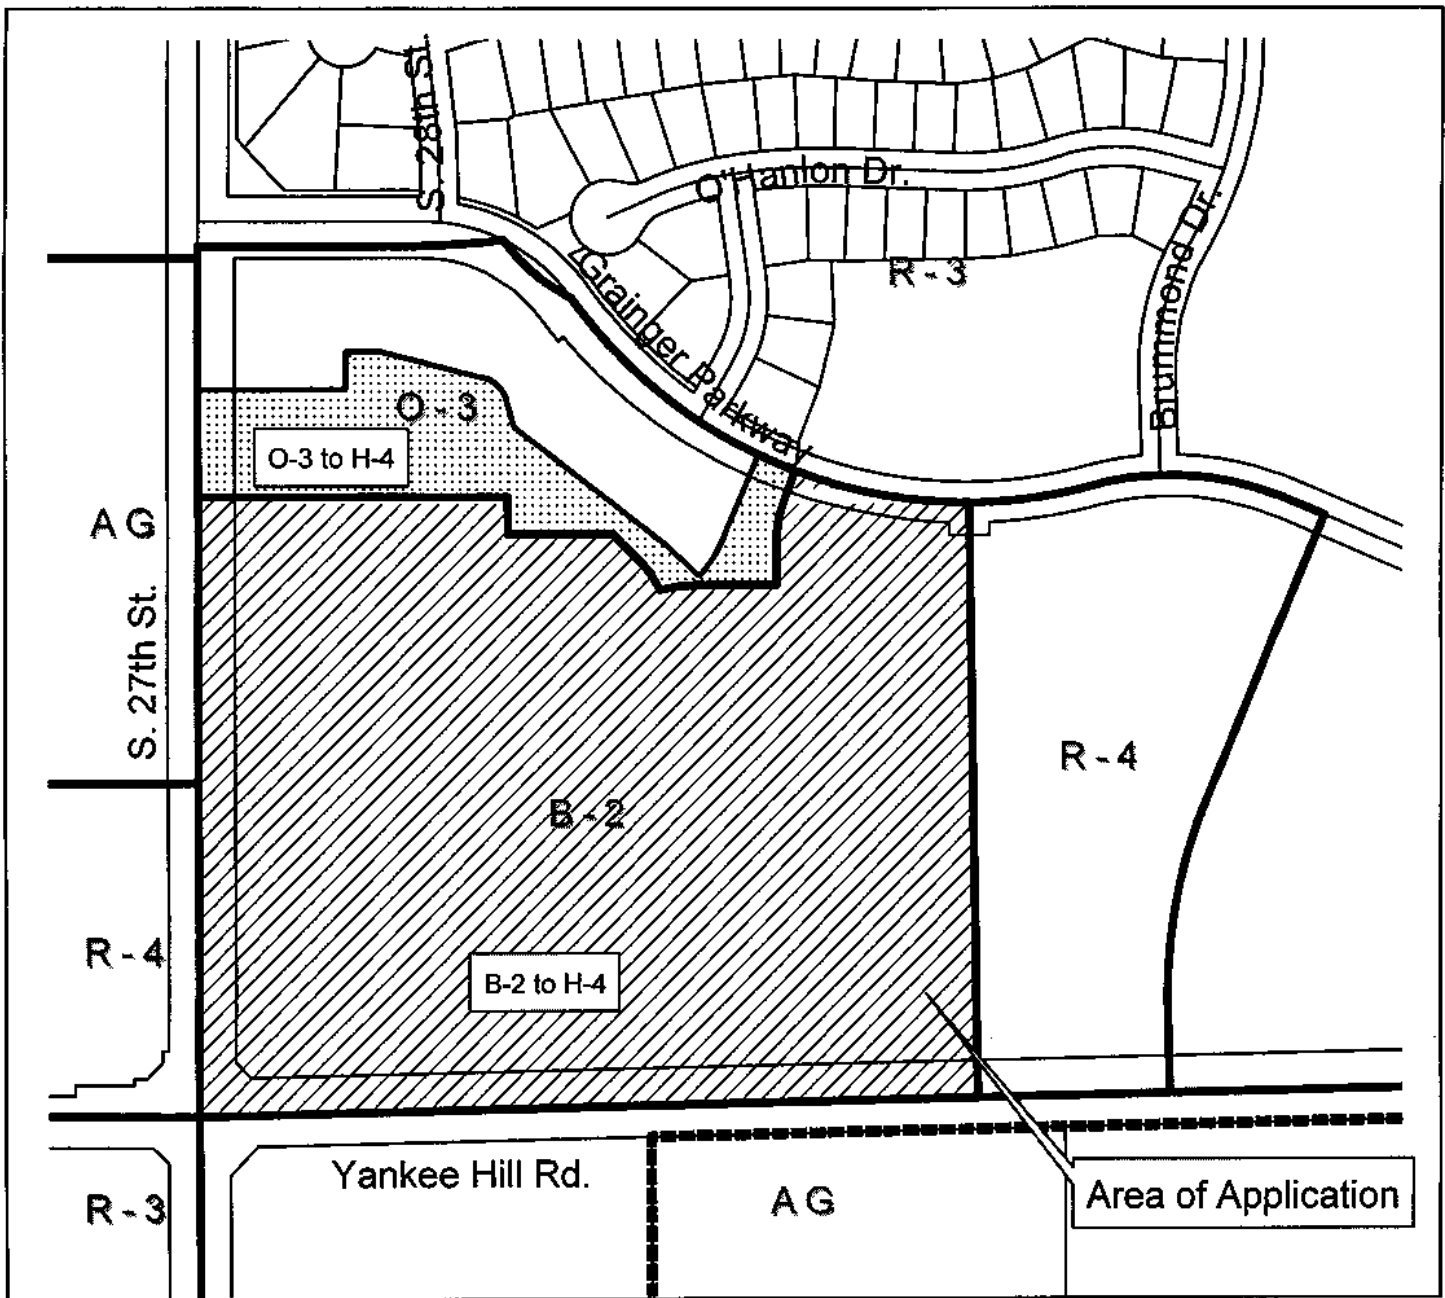 S. 28th St.
O'Hanlon Dr.
Grainger Parkway
R - 3
Brummond Dr.
O - 3
O-3 to H-4
A G
S. 27th St.
R - 4
B - 2
R - 4
B-2 to H-4
Yankee Hill Rd.
A G
Area of Application
R - 3